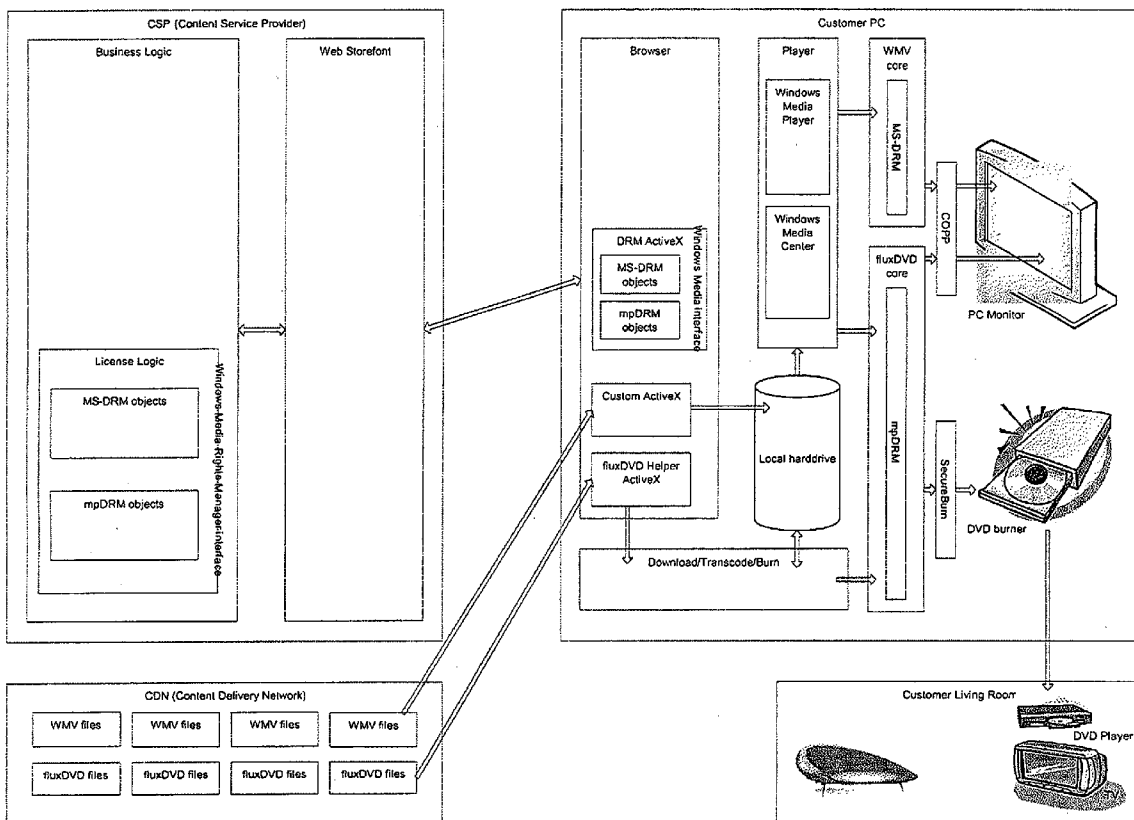 CSP (Content Service Provider)
Business Logic
Web Storefont
License Logic
MS-DRM objects
mpDRM objects
Windows-Media-Rights-Manager-interface
Customer PC
Browser
DRM ActiveX
MS-DRM
objects
mpDRM
objects
Windows Media interface
Custom ActiveX
fluxDVD Helper
ActiveX
Player
Windows
Media
Player
Windows
Media
Center
Local harddrive
Download/Transcode/Burn
WMV
core
MS-DRM
fluxDVD
core
mpDRM
COPP
SecureBurn
PC Monitor
DVD burner
CDN (Content Delivery Network)
WMV files
WMV files
WMV files
WMV files
fluxDVD files
fluxDVD files
fluxDVD files
fluxDVD files
Customer Living Room
DVD Player
TV